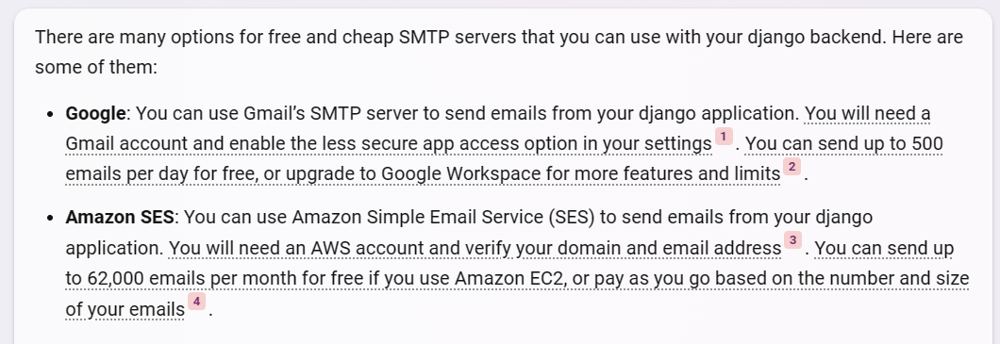 There are many options for free and cheap SMTP servers that you can use with your django backend. Here are
some of them:
• Google: You can use Gmail’s SMTP server to send emails from your django application. You will need a
Gmail account and enable the less secure app access option in your settings 1 . You can send up to 500
emails per day for free, or upgrade to Google Workspace for more features and limits 2 .
• Amazon SES: You can use Amazon Simple Email Service (SES) to send emails from your django
application. You will need an AWS account and verify your domain and email address 3 . You can send up
to 62,000 emails per month for free if you use Amazon EC2, or pay as you go based on the number and size
of your emails 4 .